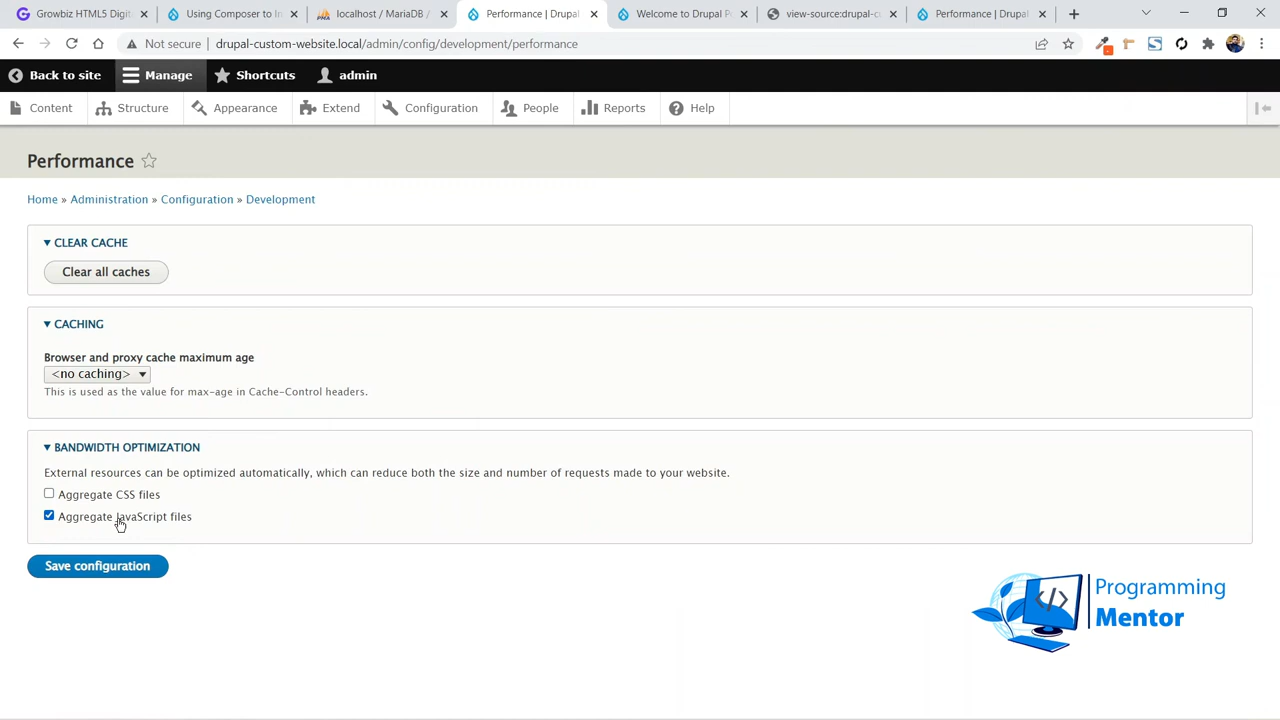 Growbiz HTML5 Digit
Using Composer to In
localhost / MariaDB /
Performance | Drupal
Welcome to Drupal P
view-source:drupal-c
Performance | Drupal
Not secure
drupal-custom-website.local/admin/config/development/performance
Back to site
Manage
Shortcuts
admin
Content
Structure
Appearance
Extend
Configuration
People
Reports
Help
Performance
Home » Administration » Configuration » Development
CLEAR CACHE
Clear all caches
CACHING
Browser and proxy cache maximum age
<no caching>
This is used as the value for max-age in Cache-Control headers.
BANDWIDTH OPTIMIZATION
External resources can be optimized automatically, which can reduce both the size and number of requests made to your website.
Aggregate CSS files
Aggregate JavaScript files
Save configuration
Programming
Mentor